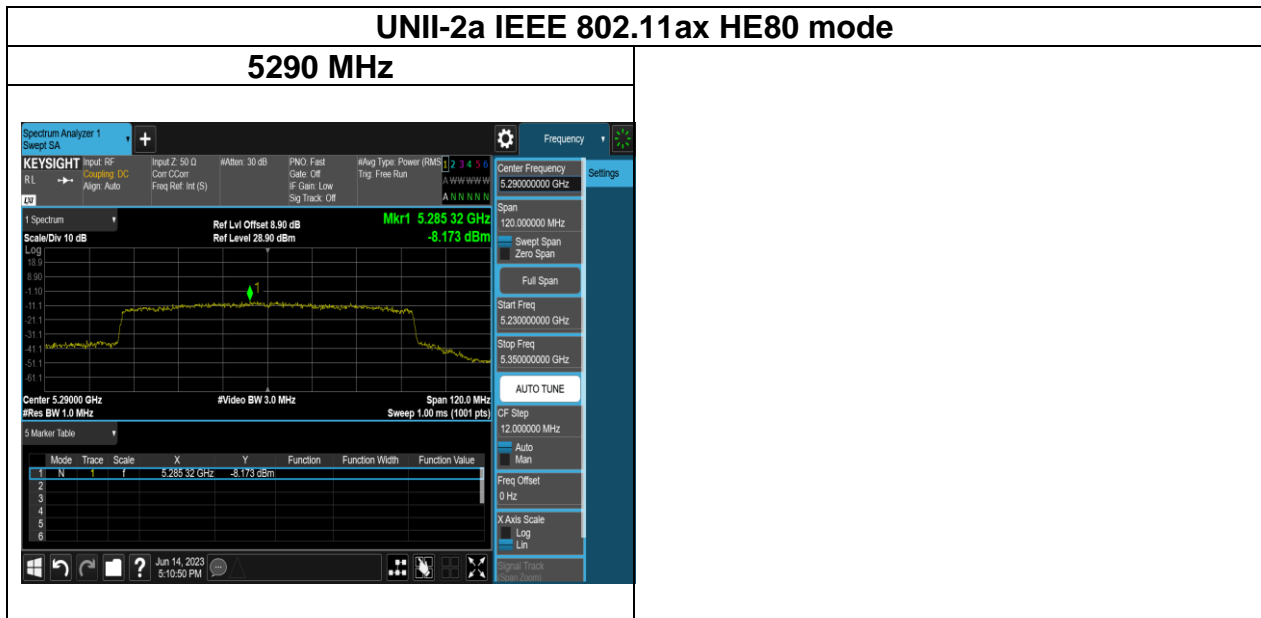 UNII-2a IEEE 802.11ax HE80 mode
5290 MHz
Spectrum Analyzer 1
Swept SA
+
Frequency
KEYSIGHT
RL
Input: RF
Coupling: DC
Align: Auto
Input Z: 50 Ω
Corr CCorr
Freq Ref: Int (S)
#Atten: 30 dB
PNO: Fast
Gate: Off
IF Gain: Low
Sig Track: Off
#Avg Type: Power (RMS
Trig: Free Run
1 2 3 4 5 6
A W W W W W
A N N N N N
LXI
1 Spectrum
Scale/Div 10 dB
Ref Lvl Offset 8.90 dB
Ref Level 28.90 dBm
Mkr1 5.285 32 GHz
-8.173 dBm
Log
18.9
8.90
-1.10
-11.1
-21.1
-31.1
-41.1
-51.1
-61.1
1
Center 5.29000 GHz
#Res BW 1.0 MHz
#Video BW 3.0 MHz
Span 120.0 MHz
Sweep 1.00 ms (1001 pts)
5 Marker Table
Mode Trace Scale X Y Function Function Width Function Value
1 N 1 f 5.285 32 GHz -8.173 dBm
2
3
4
5
6
Jun 14, 2023
5:10:50 PM
Center Frequency
5.290000000 GHz
Settings
Span
120.000000 MHz
Swept Span
Zero Span
Full Span
Start Freq
5.230000000 GHz
Stop Freq
5.350000000 GHz
AUTO TUNE
CF Step
12.000000 MHz
Auto
Man
Freq Offset
0 Hz
X Axis Scale
Log
Lin
Signal Track
(Span Zoom)